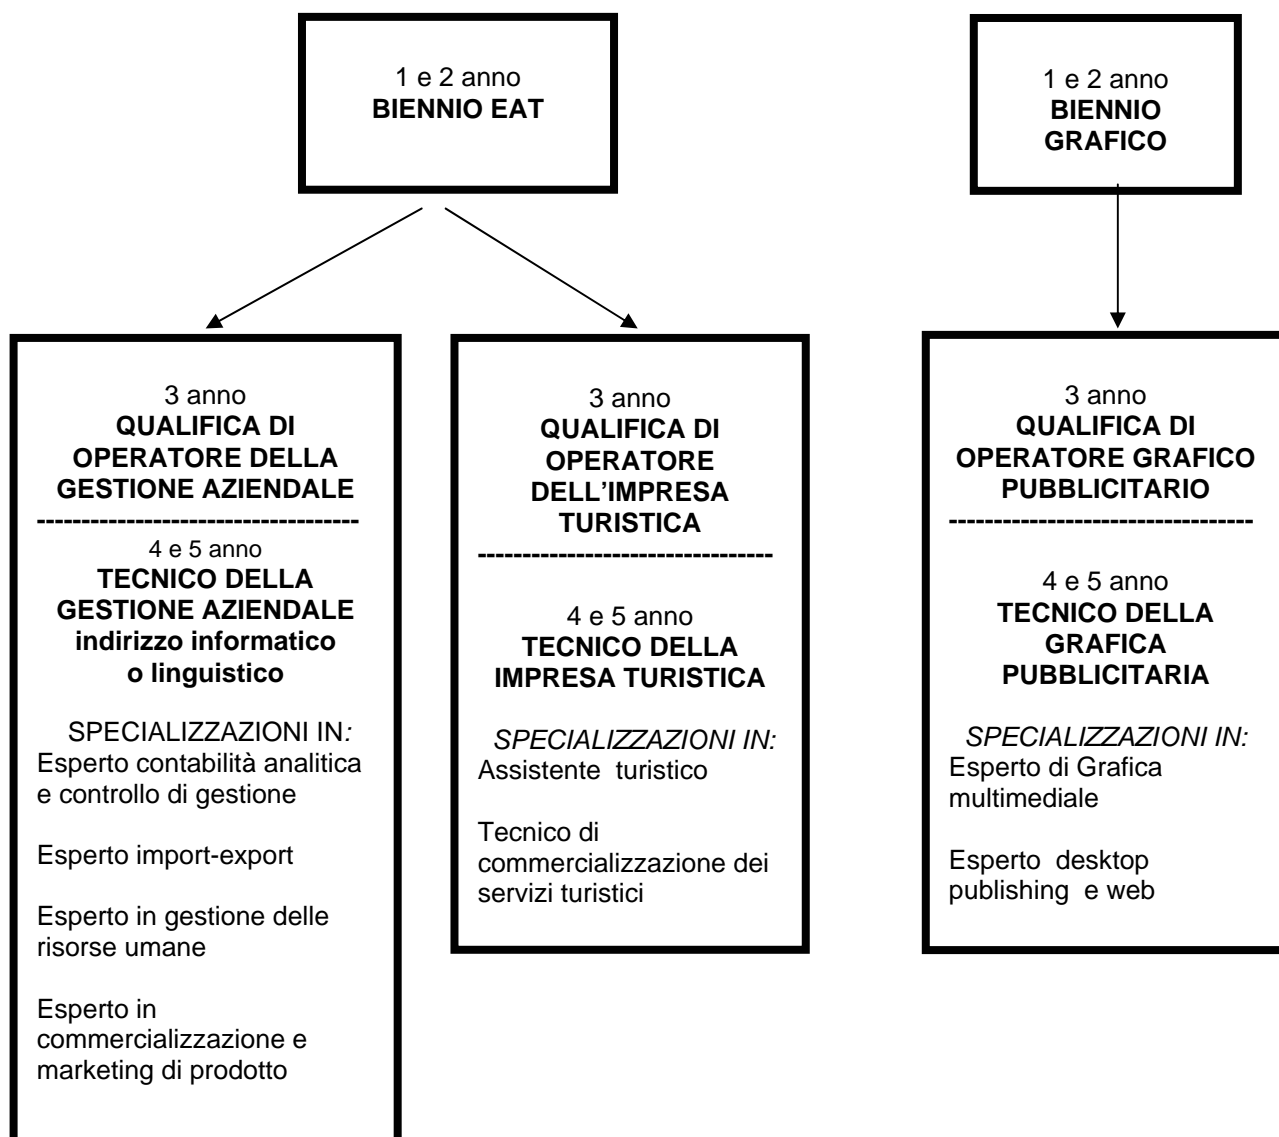 1 e 2 anno
BIENNIO EAT
1 e 2 anno
BIENNIO
GRAFICO
3 anno
QUALIFICA DI
OPERATORE DELLA
GESTIONE AZIENDALE
------------------------------------
4 e 5 anno
TECNICO DELLA
GESTIONE AZIENDALE
indirizzo informatico
o linguistico
SPECIALIZZAZIONI IN:
Esperto contabilità analitica
e controllo di gestione
Esperto import-export
Esperto in gestione delle
risorse umane
Esperto in
commercializzazione e
marketing di prodotto
3 anno
QUALIFICA DI
OPERATORE
DELL’IMPRESA
TURISTICA
---------------------------------
4 e 5 anno
TECNICO DELLA
IMPRESA TURISTICA
SPECIALIZZAZIONI IN:
Assistente  turistico
Tecnico di
commercializzazione dei
servizi turistici
3 anno
QUALIFICA DI
OPERATORE GRAFICO
PUBBLICITARIO
----------------------------------
4 e 5 anno
TECNICO DELLA
GRAFICA
PUBBLICITARIA
SPECIALIZZAZIONI IN:
Esperto di Grafica
multimediale
Esperto  desktop
publishing  e web